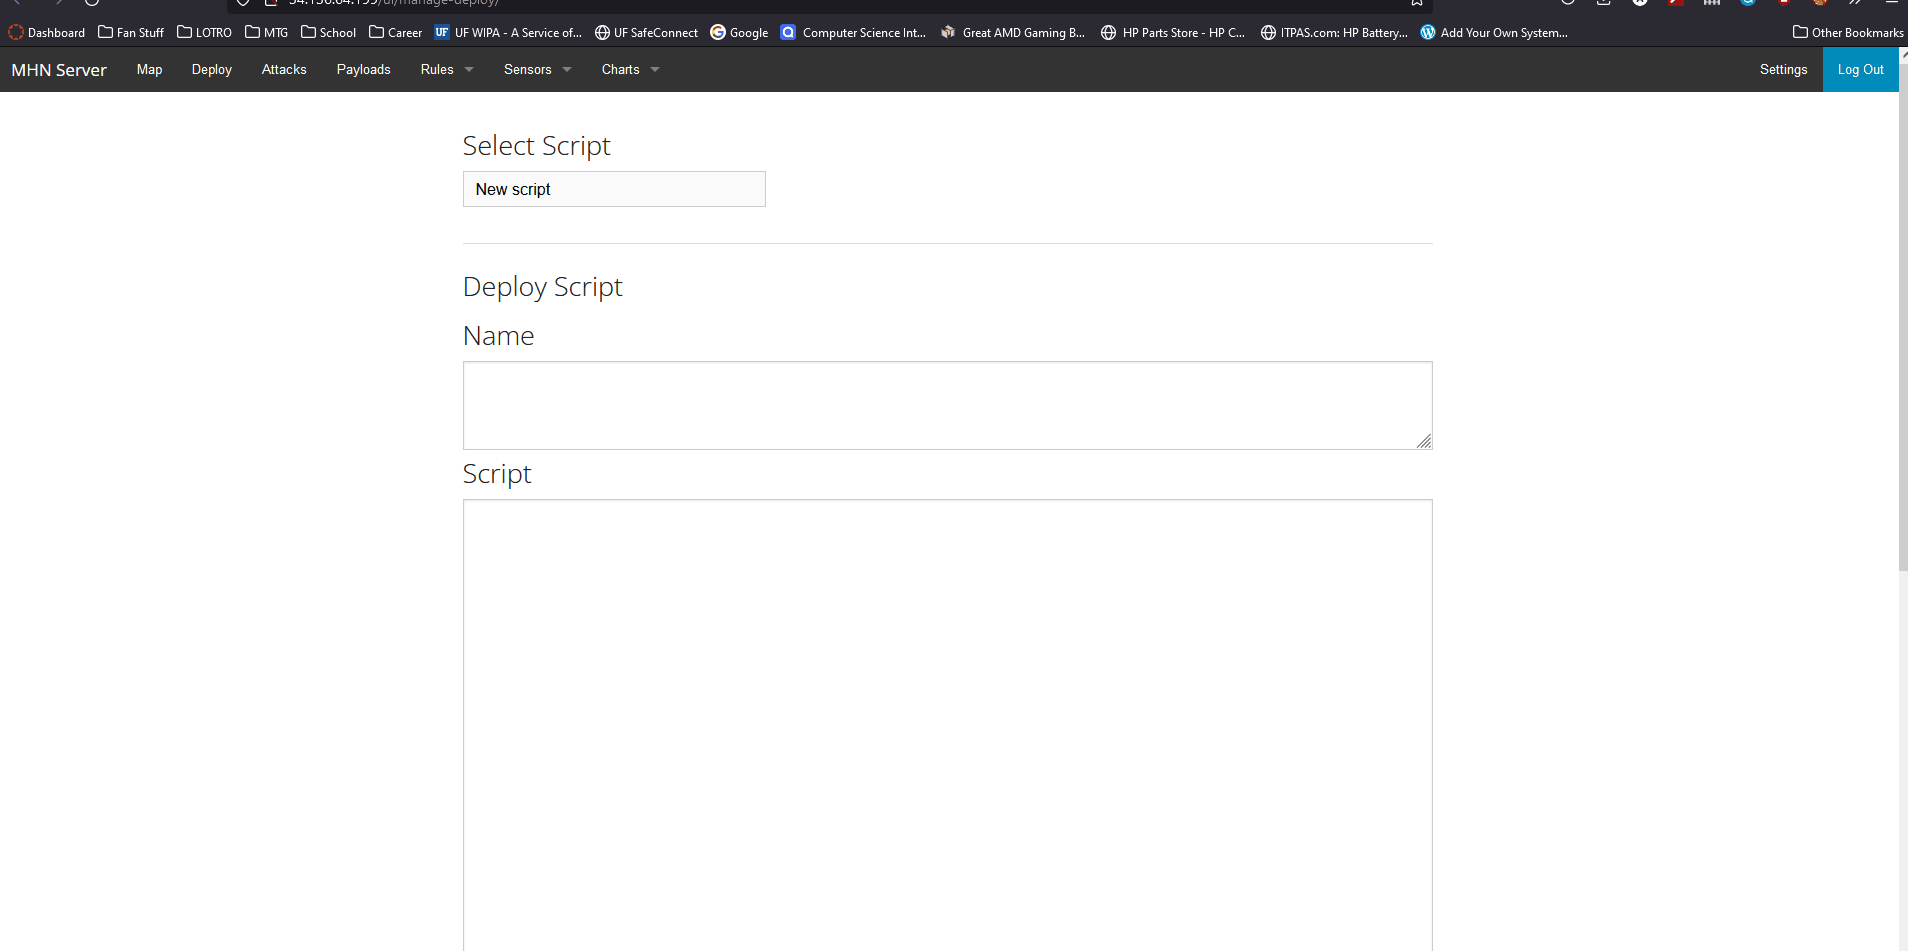 34.136.64.199/ui/manage-deploy/
Dashboard Fan Stuff LOTRO MTG School Career UF UF WIPA - A Service of... UF SafeConnect Google Computer Science Int... Great AMD Gaming B... HP Parts Store - HP C... ITPAS.com: HP Battery... Add Your Own System... Other Bookmarks
MHN Server Map Deploy Attacks Payloads Rules Sensors Charts Settings Log Out
Select Script
New script
Deploy Script
Name
Script